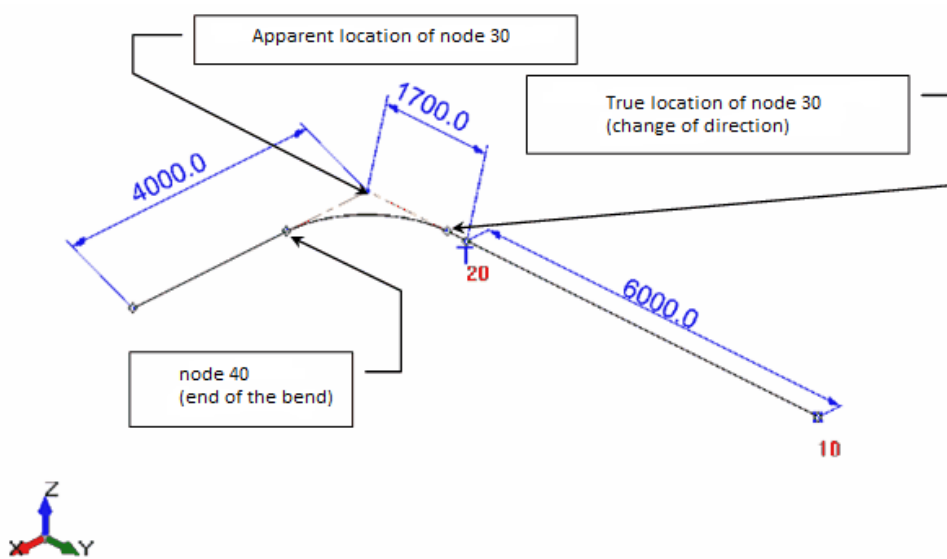 Apparent location of node 30
1700.0
True location of node 30
(change of direction)
4000.0
20
6000.0
node 40
(end of the bend)
10
Z
X
Y